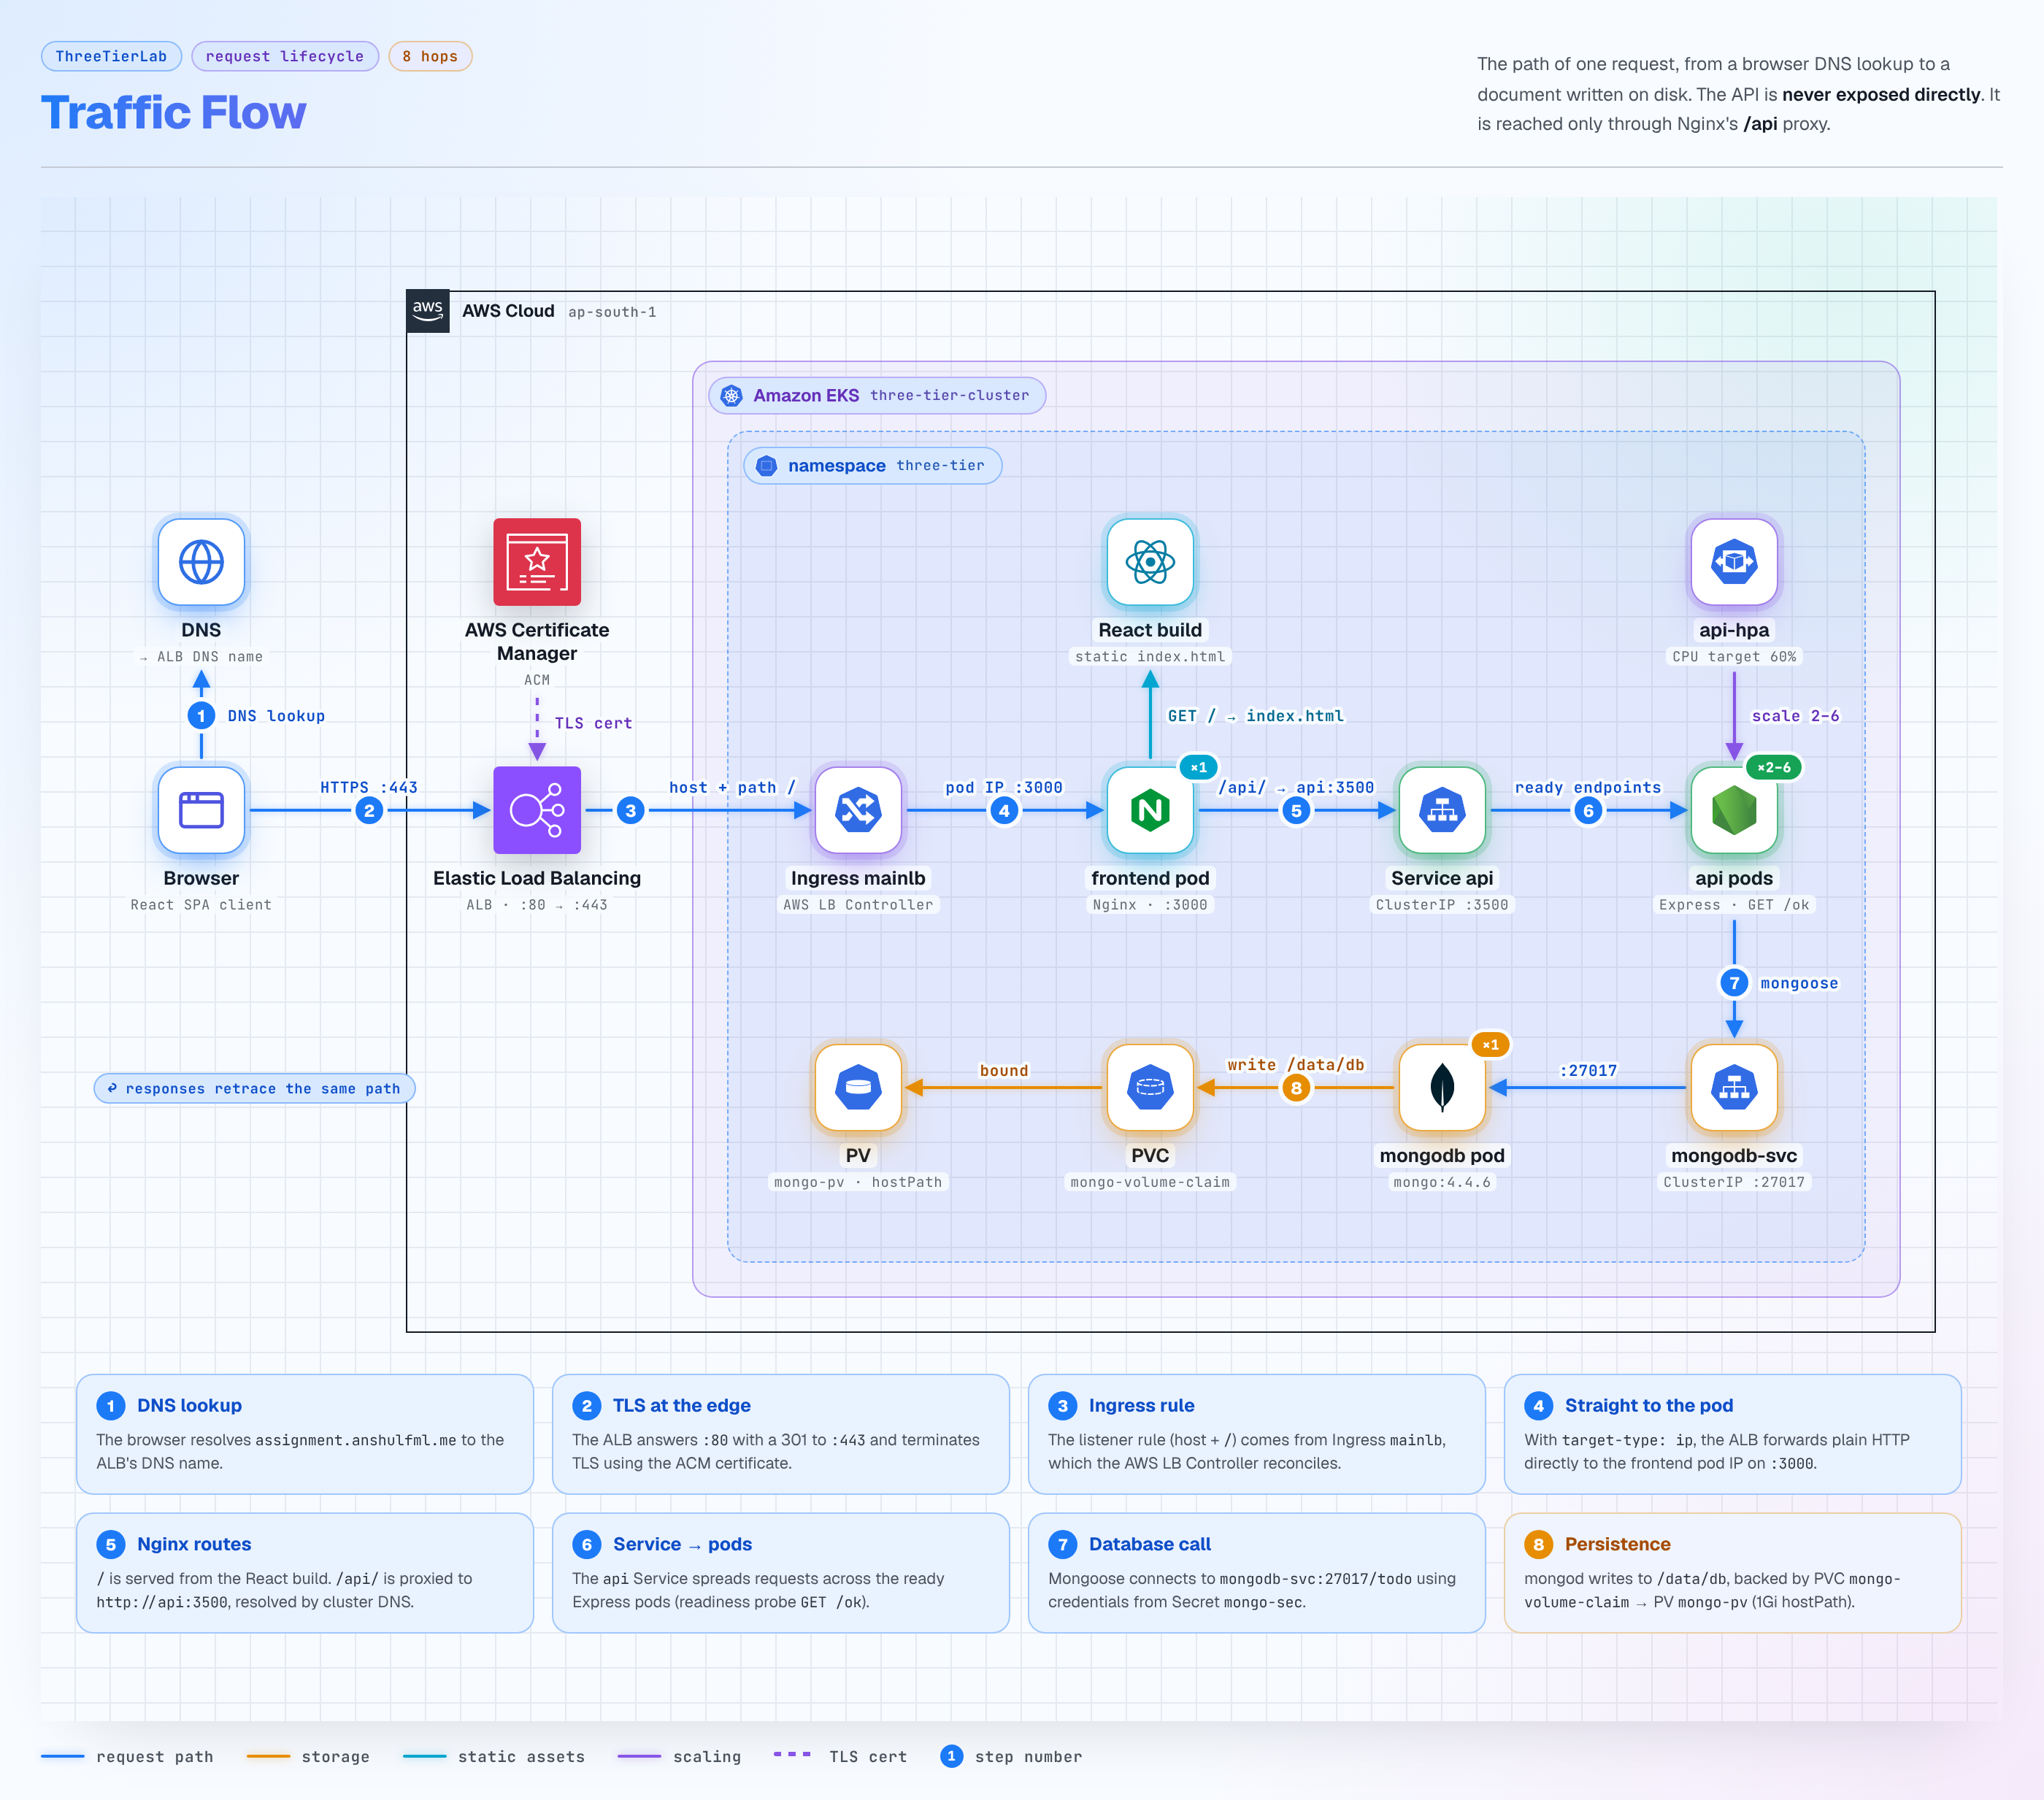 ThreeTierLab
request lifecycle
8 hops
Traffic Flow
The path of one request, from a browser DNS lookup to a
document written on disk. The API is never exposed directly. It
is reached only through Nginx's /api proxy.
aws
AWS Cloud ap-south-1
Amazon EKS three-tier-cluster
namespace three-tier
DNS
→ ALB DNS name
AWS Certificate
Manager
ACM
React build
static index.html
api-hpa
CPU target 60%
1 DNS lookup
TLS cert
GET / → index.html
scale 2–6
HTTPS :443
2
3
host + path /
pod IP :3000
4
×1
/api/ → api:3500
5
ready endpoints
6
×2–6
Browser
React SPA client
Elastic Load Balancing
ALB · :80 → :443
Ingress mainlb
AWS LB Controller
frontend pod
Nginx · :3000
Service api
ClusterIP :3500
api pods
Express · GET /ok
7 mongoose
↩ responses retrace the same path
bound
write /data/db
8
×1
:27017
PV
mongo-pv · hostPath
PVC
mongo-volume-claim
mongodb pod
mongo:4.4.6
mongodb-svc
ClusterIP :27017
1 DNS lookup
The browser resolves assignment.anshulfml.me to the
ALB's DNS name.
2 TLS at the edge
The ALB answers :80 with a 301 to :443 and terminates
TLS using the ACM certificate.
3 Ingress rule
The listener rule (host + /) comes from Ingress mainlb,
which the AWS LB Controller reconciles.
4 Straight to the pod
With target-type: ip, the ALB forwards plain HTTP
directly to the frontend pod IP on :3000.
5 Nginx routes
/ is served from the React build. /api/ is proxied to
http://api:3500, resolved by cluster DNS.
6 Service → pods
The api Service spreads requests across the ready
Express pods (readiness probe GET /ok).
7 Database call
Mongoose connects to mongodb-svc:27017/todo using
credentials from Secret mongo-sec.
8 Persistence
mongod writes to /data/db, backed by PVC mongo-
volume-claim → PV mongo-pv (1Gi hostPath).
request path
storage
static assets
scaling
TLS cert
1 step number